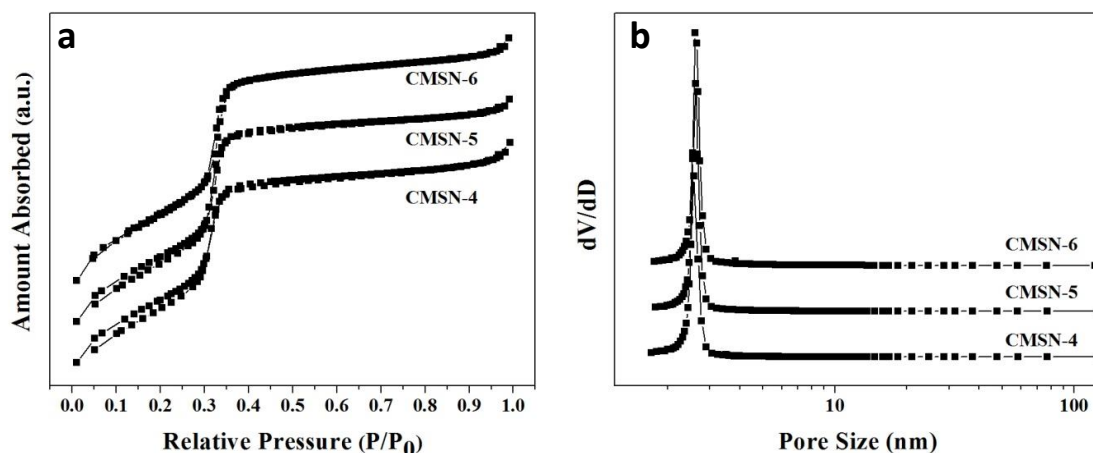 a
Amount Absorbed (a.u.)
CMSN-6
CMSN-5
CMSN-4
0.0 0.1 0.2 0.3 0.4 0.5 0.6 0.7 0.8 0.9 1.0
Relative Pressure (P/P0)
b
dV/dD
CMSN-6
CMSN-5
CMSN-4
10 100
Pore Size (nm)